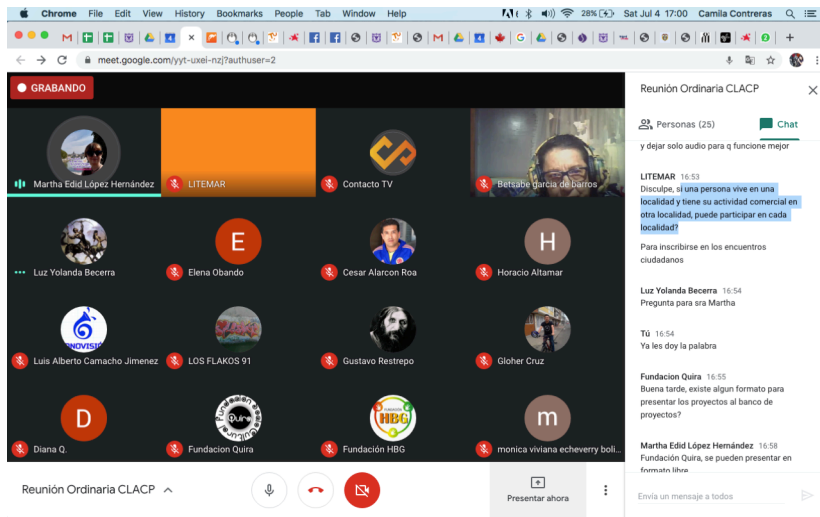 Chrome File Edit View History Bookmarks People Tab Window Help
28% Sat Jul 4 17:00 Camila Contreras
meet.google.com/yyt-uxei-nzj?authuser=2
GRABANDO
Martha Edid López Hernández
LITEMAR
Contacto TV
Betsabe garcia de barros
Luz Yolanda Becerra
E
Elena Obando
Cesar Alarcon Roa
H
Horacio Altamar
Luis Alberto Camacho Jimenez
LOS FLAKOS 91
Gustavo Restrepo
Gloher Cruz
D
Diana Q.
Quira
Fundacion Quira
HBG
Fundación HBG
m
monica viviana echeverry boli...
Reunión Ordinaria CLACP
Presentar ahora
Reunión Ordinaria CLACP
Personas (25)
Chat
y dejar solo audio para q funcione mejor
LITEMAR 16:53
Disculpe, si una persona vive en una
localidad y tiene su actividad comercial en
otra localidad, puede participar en cada
localidad?
Para inscribirse en los encuentros
ciudadanos
Luz Yolanda Becerra 16:54
Pregunta para sra Martha
Tú 16:54
Ya les doy la palabra
Fundacion Quira 16:55
Buena tarde, existe algun formato para
presentar los proyectos al banco de
proyectos?
Martha Edid López Hernández 16:58
Fundación Quira, se pueden presentar en
formato libre
Envía un mensaje a todos